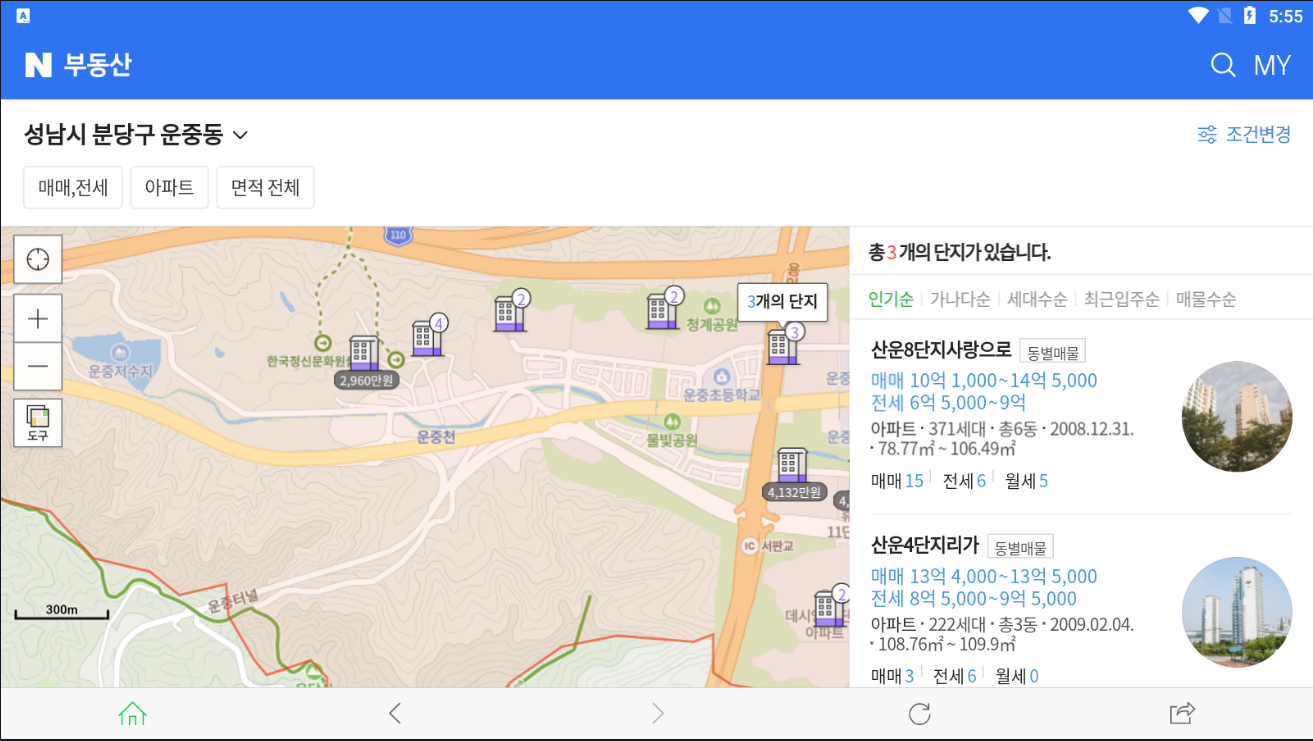 A
5:55
N 부동산
MY
성남시 분당구 운중동
조건변경
매매,전세
아파트
면적 전체
110
3개의 단지
2
2
4
3
청계공원
한국정신문화원
2,960만원
운중저수지
운중초등학교
운중천
물빛공원
도구
4,132만원
4,
11단
IC 서판교
300m
운중터널
2
데시앙
아파트
총 3 개의 단지가 있습니다.
인기순 가나다순 세대수순 최근입주순 매물수순
산운8단지사랑으로 동별매물
매매 10억 1,000~14억 5,000
전세 6억 5,000~9억
아파트 · 371세대 · 총6동 · 2008.12.31.
· 78.77㎡ ~ 106.49㎡
매매 15 전세 6 월세 5
산운4단지리가 동별매물
매매 13억 4,000~13억 5,000
전세 8억 5,000~9억 5,000
아파트 · 222세대 · 총3동 · 2009.02.04.
· 108.76㎡ ~ 109.9㎡
매매 3 전세 6 월세 0